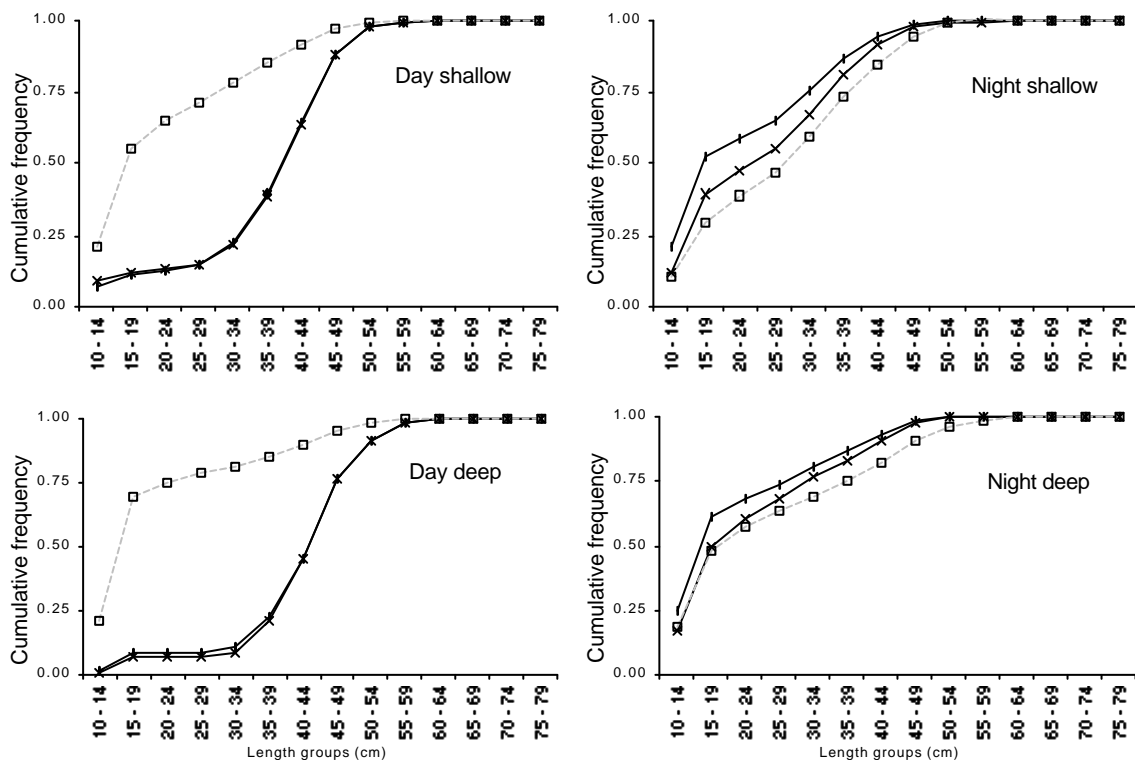 1.00
0.75
0.50
0.25
0.00
Cumulative frequency
Day shallow
10 - 14
15 - 19
20 - 24
25 - 29
30 - 34
35 - 39
40 - 44
45 - 49
50 - 54
55 - 59
60 - 64
65 - 69
70 - 74
75 - 79
1.00
0.75
0.50
0.25
0.00
Cumulative frequency
Night shallow
10 - 14
15 - 19
20 - 24
25 - 29
30 - 34
35 - 39
40 - 44
45 - 49
50 - 54
55 - 59
60 - 64
65 - 69
70 - 74
75 - 79
1.00
0.75
0.50
0.25
0.00
Cumulative frequency
Day deep
10 - 14
15 - 19
20 - 24
25 - 29
30 - 34
35 - 39
40 - 44
45 - 49
50 - 54
55 - 59
60 - 64
65 - 69
70 - 74
75 - 79
Length groups (cm)
1.00
0.75
0.50
0.25
0.00
Cumulative frequency
Night deep
10 - 14
15 - 19
20 - 24
25 - 29
30 - 34
35 - 39
40 - 44
45 - 49
50 - 54
55 - 59
60 - 64
65 - 69
70 - 74
75 - 79
Length groups (cm)